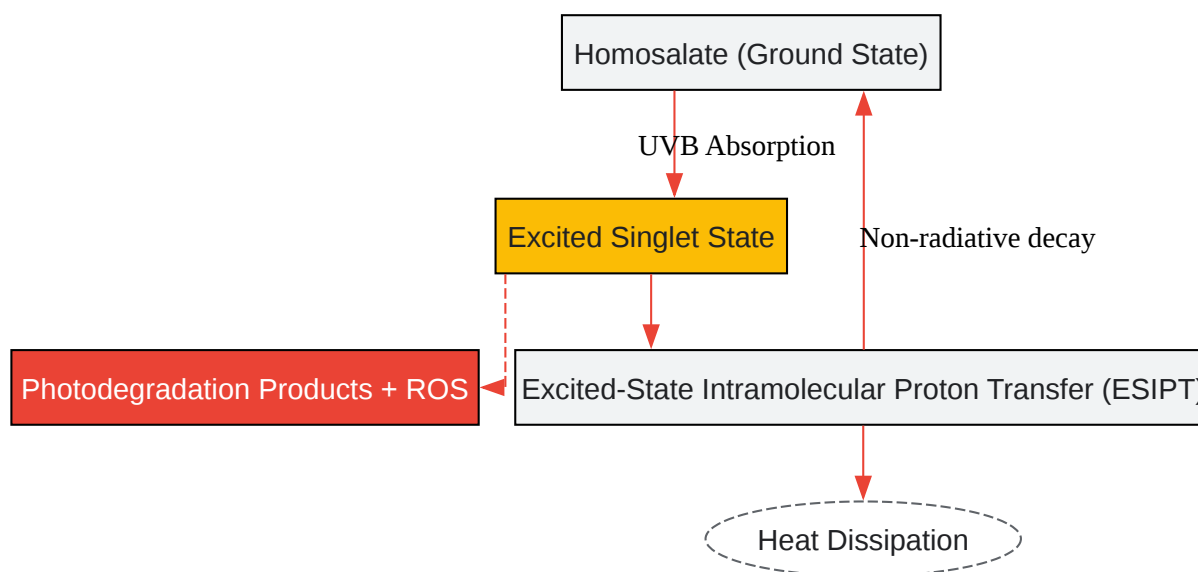 Homosalate (Ground State)
UVB Absorption
Excited Singlet State
Non-radiative decay
Photodegradation Products + ROS
Excited-State Intramolecular Proton Transfer (ESIPT)
Heat Dissipation